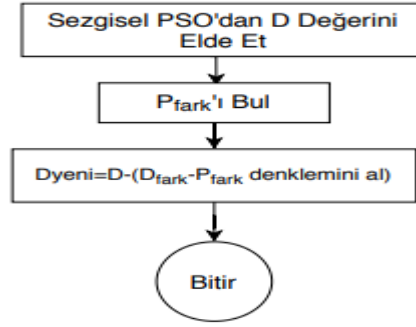 Sezgisel PSO'dan D Değerini
Elde Et
Pfark'ı Bul
Dyeni=D-(Dfark-Pfark denklemini al)
Bitir